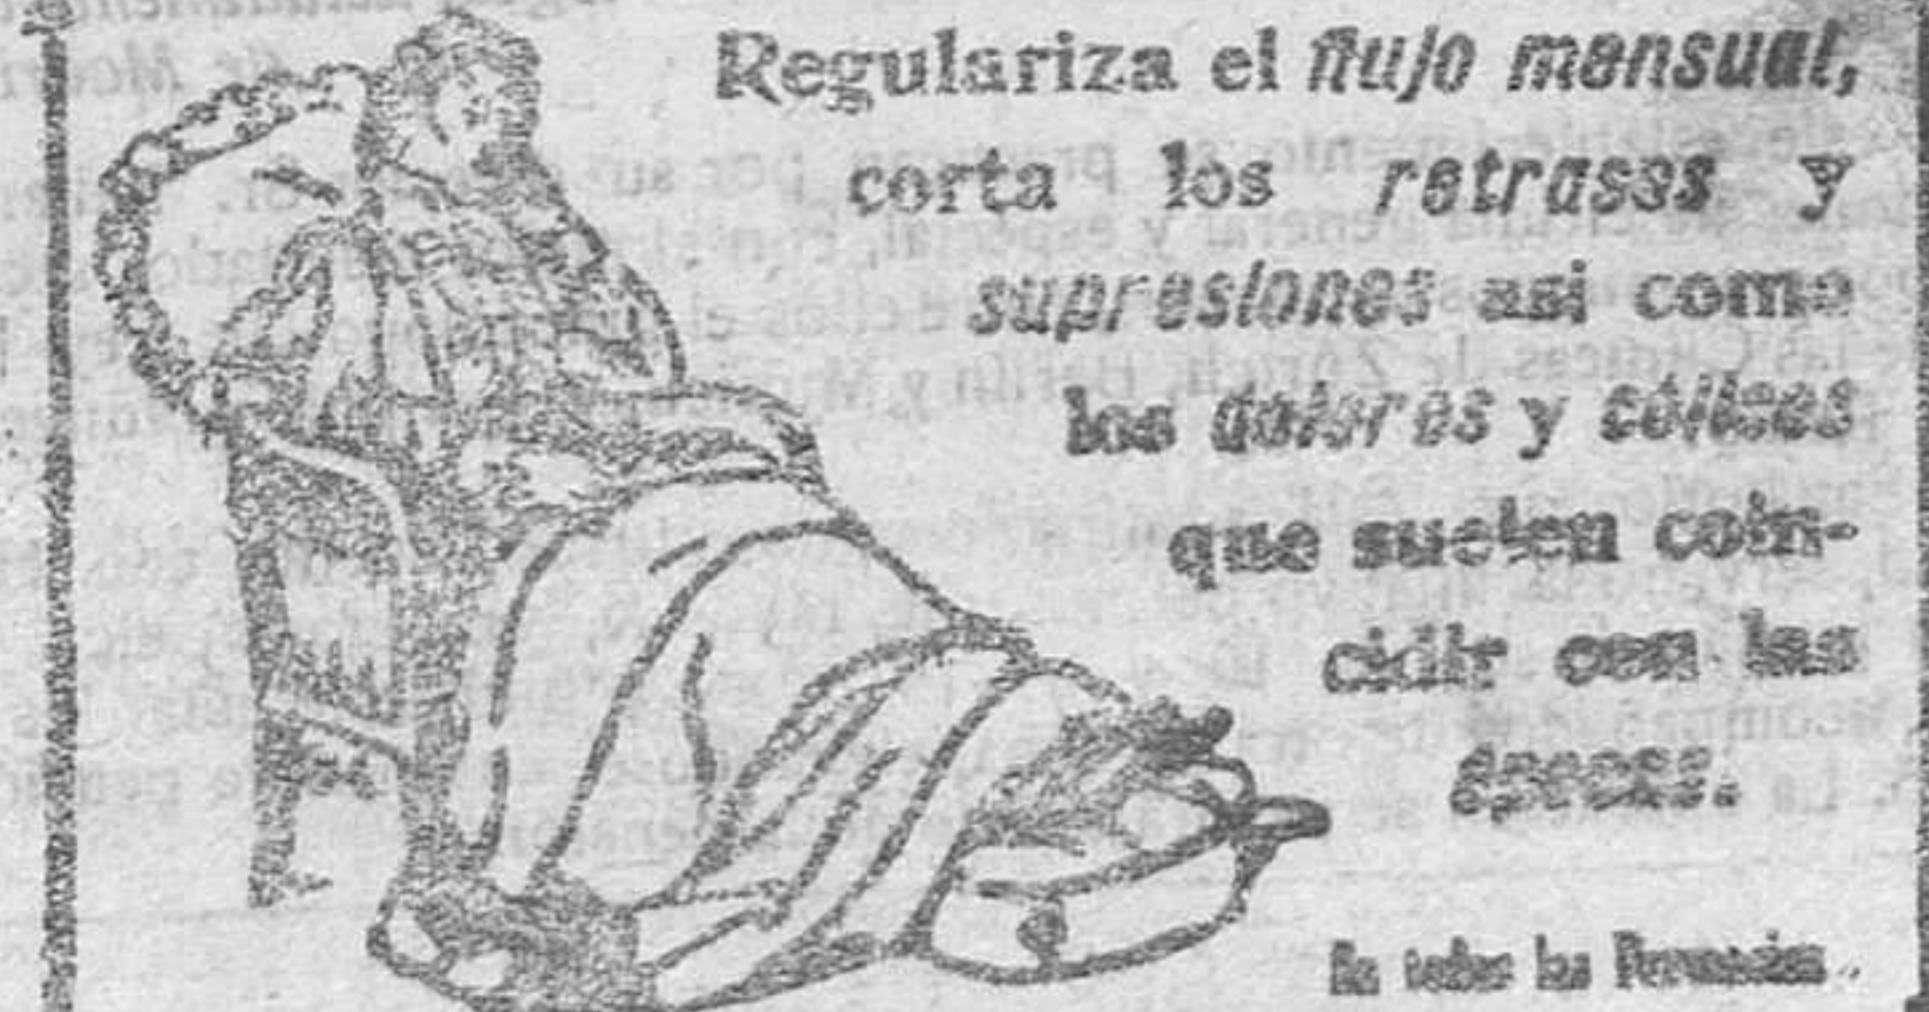 Regulariza el flujo mensual,
corta los retrasos y
supresiones asi como
los dolores y cólicos
que suelen coin-
cidir con las
épocas.
En todas las Farmacias.